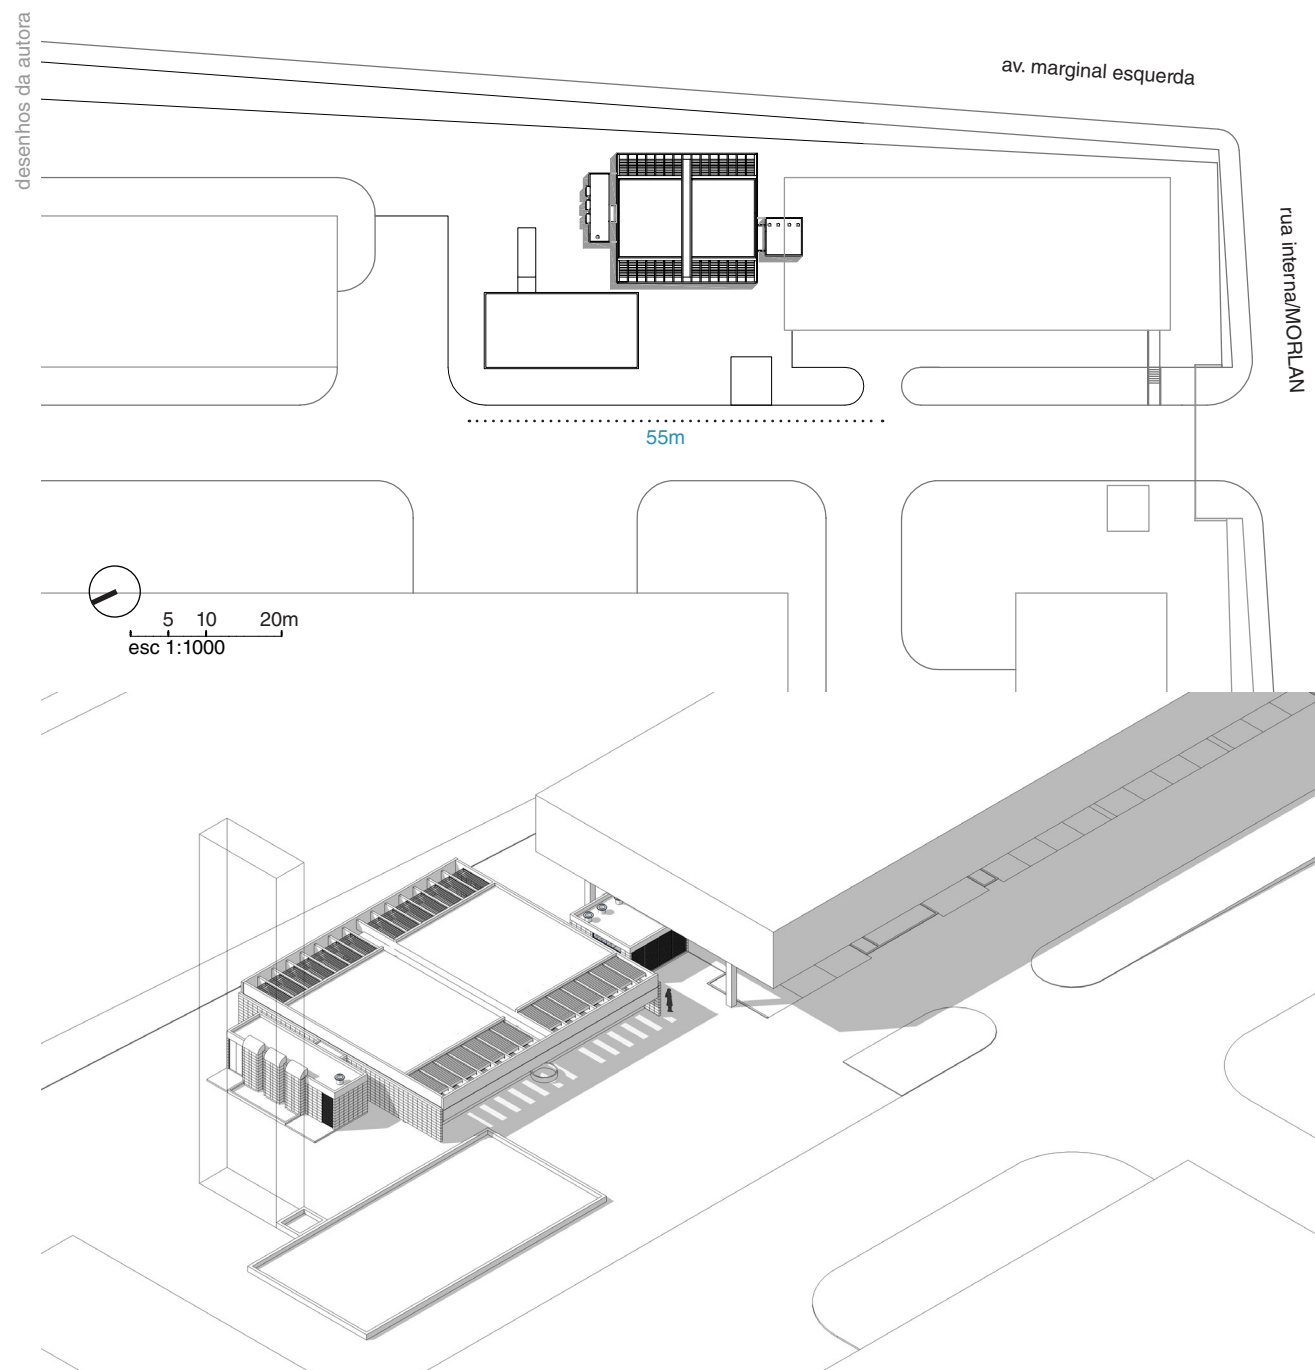 desenhos da autora
av. marginal esquerda
rua interna/MORLAN
55m
5 10 20m
esc 1:1000